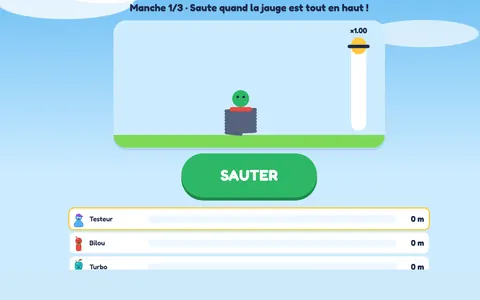 Manche 1/3 · Saute quand la jauge est tout en haut !
×1.00
SAUTER
Testeur 0 m
Bilou 0 m
Turbo 0 m